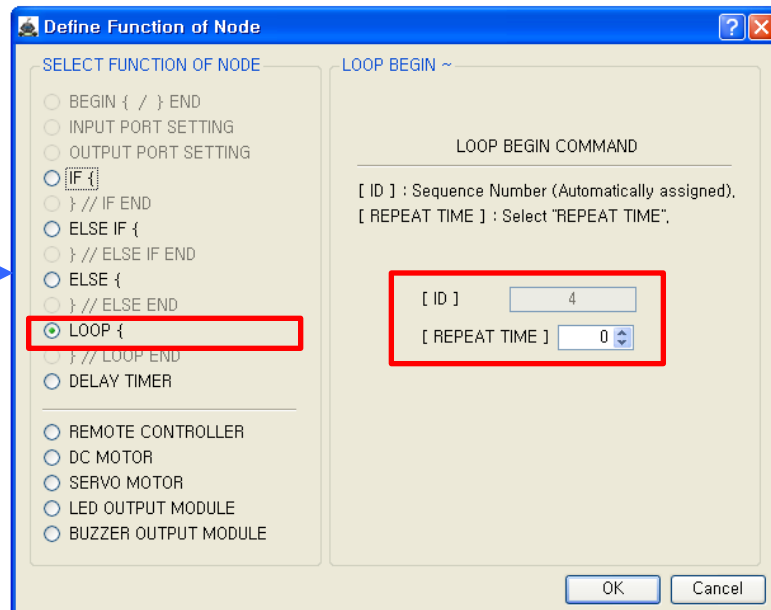 Define Function of Node
SELECT FUNCTION OF NODE
BEGIN { / } END
INPUT PORT SETTING
OUTPUT PORT SETTING
IF {
} // IF END
ELSE IF {
} // ELSE IF END
ELSE {
} // ELSE END
LOOP {
} // LOOP END
DELAY TIMER
REMOTE CONTROLLER
DC MOTOR
SERVO MOTOR
LED OUTPUT MODULE
BUZZER OUTPUT MODULE
LOOP BEGIN ~
LOOP BEGIN COMMAND
[ ID ] : Sequence Number (Automatically assigned),
[ REPEAT TIME ] : Select "REPEAT TIME",
[ ID ] 4
[ REPEAT TIME ] 0
OK Cancel